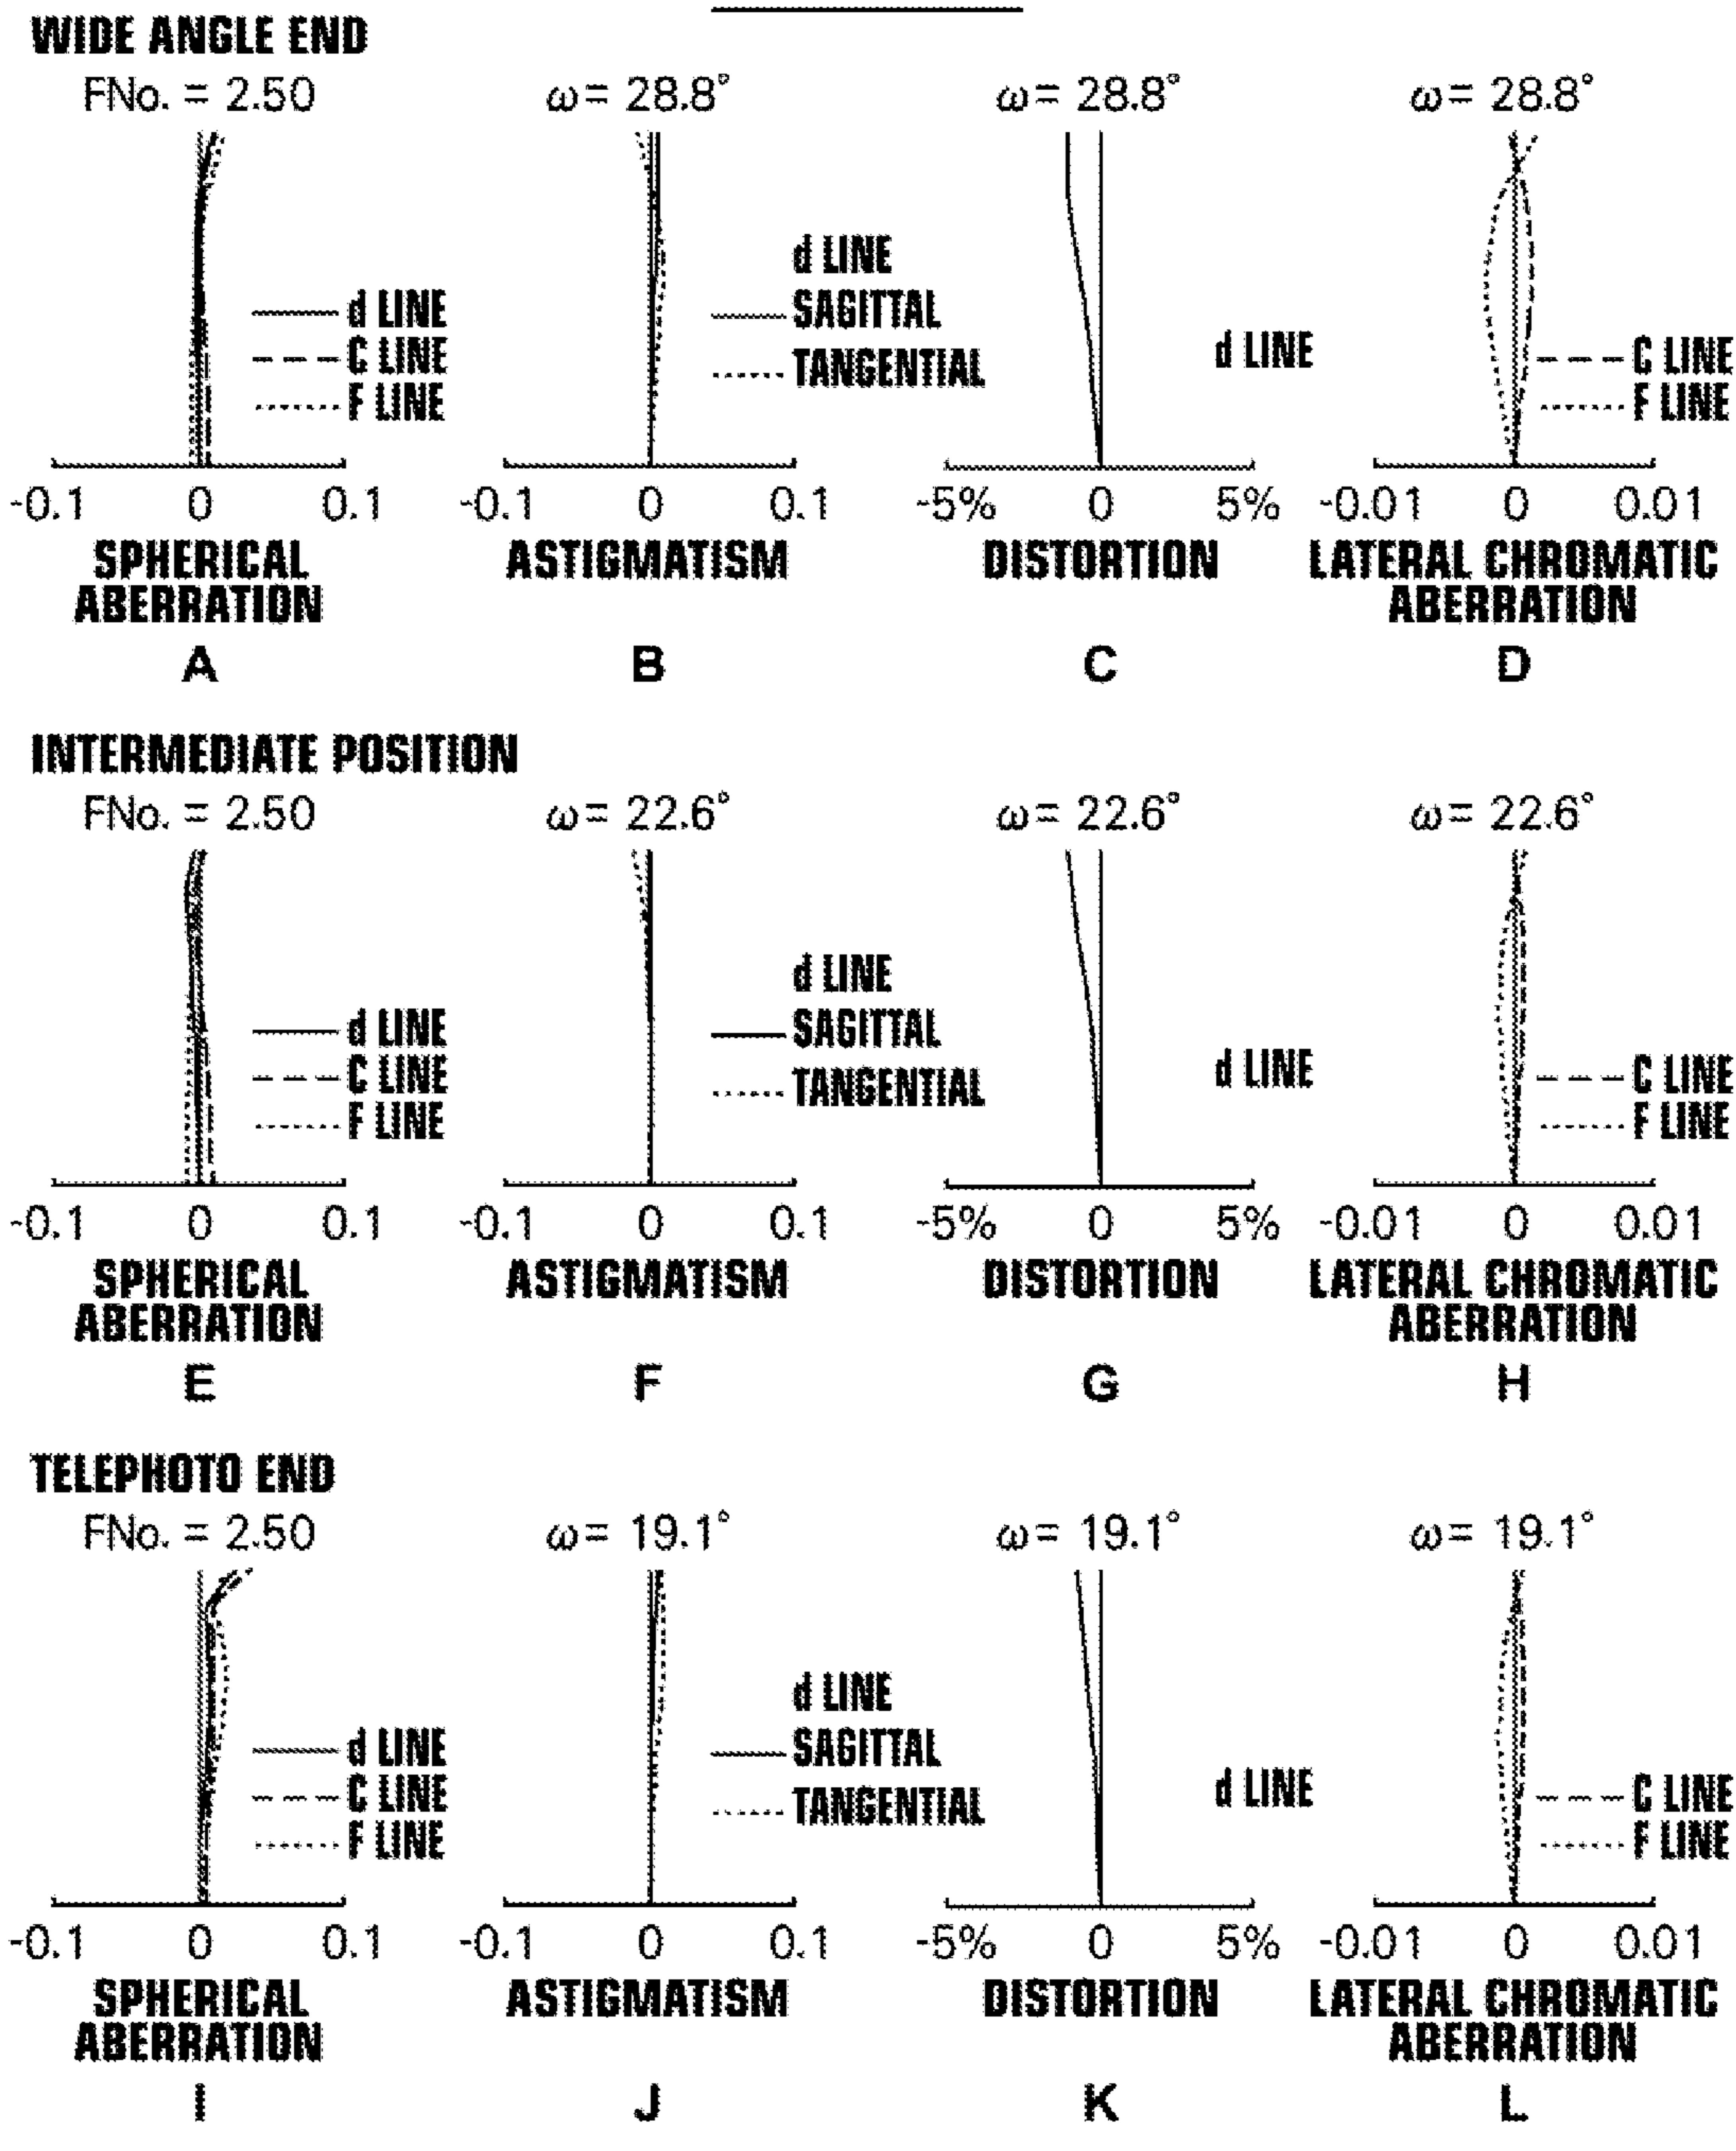 WIDE ANGLE END
FNo. = 2.50
ω= 28.8°
ω= 28.8°
ω= 28.8°
d LINE
C LINE
F LINE
d LINE
SAGITTAL
TANGENTIAL
d LINE
C LINE
F LINE
-0.1 0 0.1
-0.1 0 0.1
-5% 0 5%
-0.01 0 0.01
SPHERICAL
ABERRATION
ASTIGMATISM
DISTORTION
LATERAL CHROMATIC
ABERRATION
A
B
C
D
INTERMEDIATE POSITION
FNo. = 2.50
ω= 22.6°
ω= 22.6°
ω= 22.6°
d LINE
C LINE
F LINE
d LINE
SAGITTAL
TANGENTIAL
d LINE
C LINE
F LINE
-0.1 0 0.1
-0.1 0 0.1
-5% 0 5%
-0.01 0 0.01
SPHERICAL
ABERRATION
ASTIGMATISM
DISTORTION
LATERAL CHROMATIC
ABERRATION
E
F
G
H
TELEPHOTO END
FNo. = 2.50
ω= 19.1°
ω= 19.1°
ω= 19.1°
d LINE
C LINE
F LINE
d LINE
SAGITTAL
TANGENTIAL
d LINE
C LINE
F LINE
-0.1 0 0.1
-0.1 0 0.1
-5% 0 5%
-0.01 0 0.01
SPHERICAL
ABERRATION
ASTIGMATISM
DISTORTION
LATERAL CHROMATIC
ABERRATION
I
J
K
L